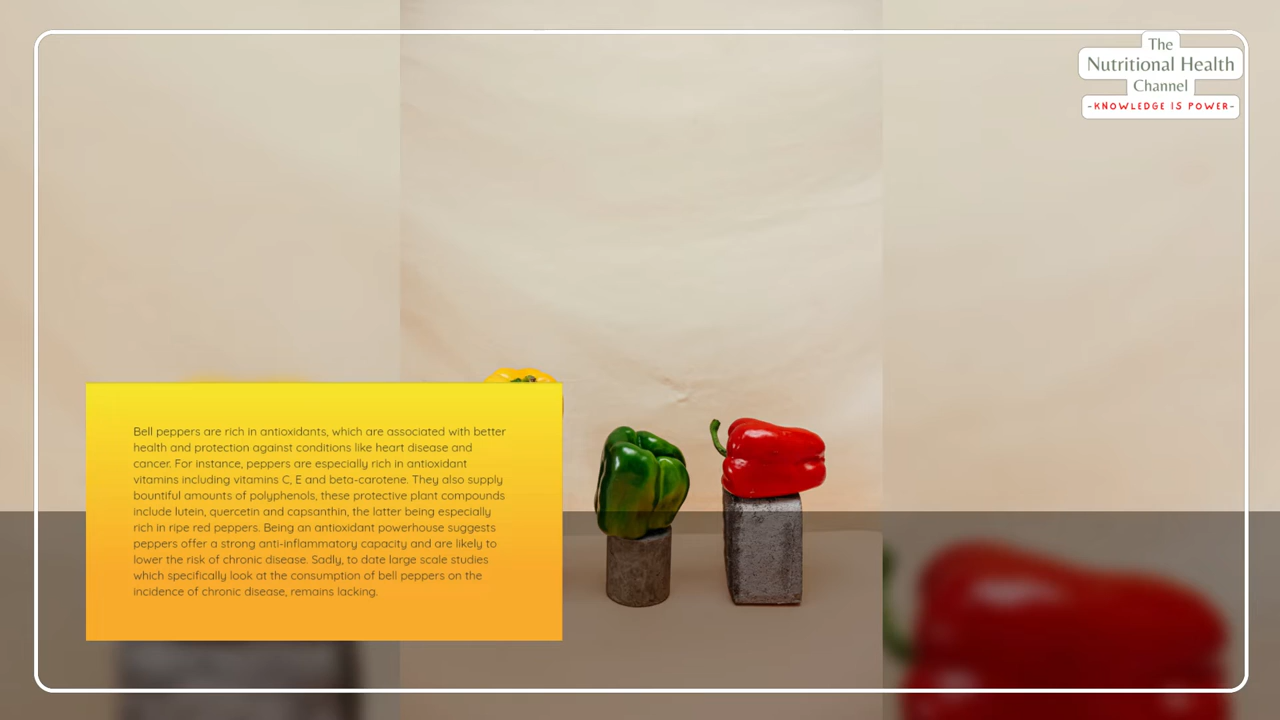 The
Nutritional Health
Channel
-KNOWLEDGE IS POWER-
Bell peppers are rich in antioxidants, which are associated with better
health and protection against conditions like heart disease and
cancer. For instance, peppers are especially rich in antioxidant
vitamins including vitamins C, E and beta-carotene. They also supply
bountiful amounts of polyphenols, these protective plant compounds
include lutein, quercetin and capsanthin, the latter being especially
rich in ripe red peppers. Being an antioxidant powerhouse suggests
peppers offer a strong anti-inflammatory capacity and are likely to
lower the risk of chronic disease. Sadly, to date large scale studies
which specifically look at the consumption of bell peppers on the
incidence of chronic disease, remains lacking.